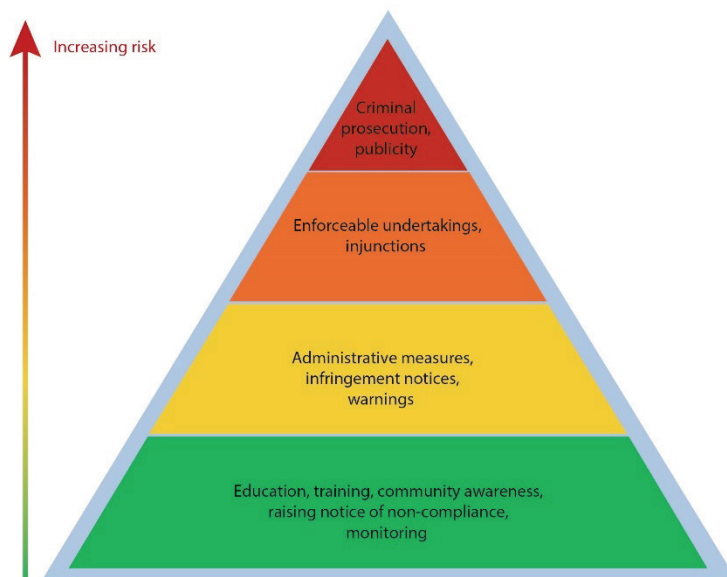 Increasing risk
Criminal
prosecution,
publicity
Enforceable undertakings,
injunctions
Administrative measures,
infringement notices,
warnings
Education, training, community awareness,
raising notice of non-compliance,
monitoring